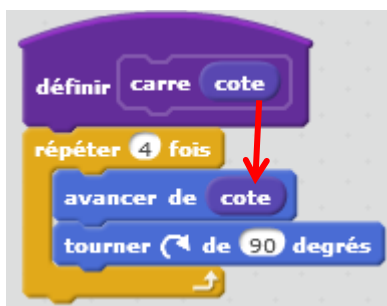 définir carre cote
répéter 4 fois
avancer de cote
tourner de 90 degrés